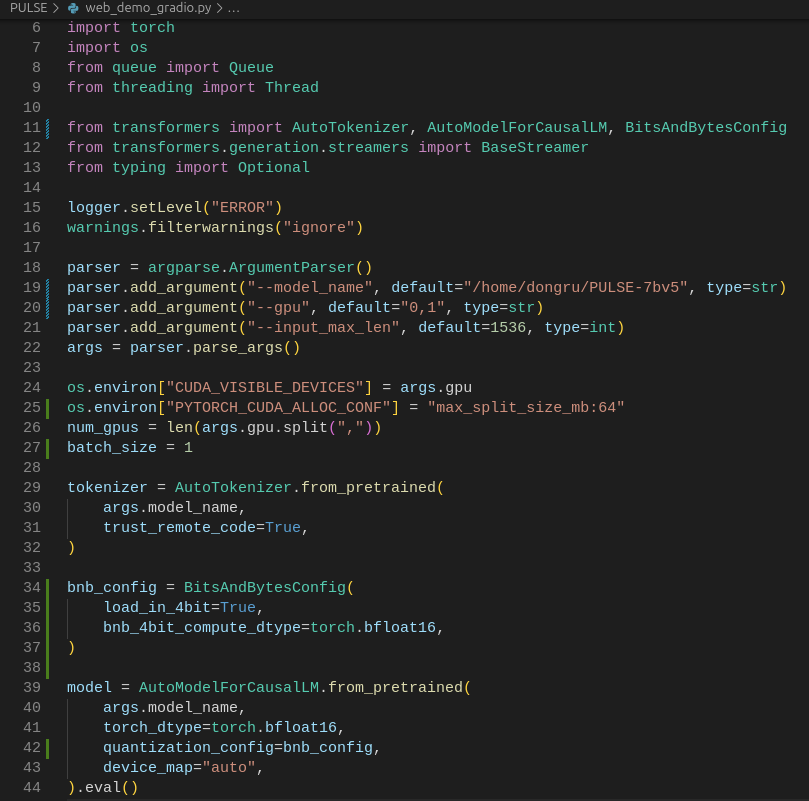 PULSE > web_demo_gradio.py > ...
6 import torch
7 import os
8 from queue import Queue
9 from threading import Thread
10
11 from transformers import AutoTokenizer, AutoModelForCausalLM, BitsAndBytesConfig
12 from transformers.generation.streamers import BaseStreamer
13 from typing import Optional
14
15 logger.setLevel("ERROR")
16 warnings.filterwarnings("ignore")
17
18 parser = argparse.ArgumentParser()
19 parser.add_argument("--model_name", default="/home/dongru/PULSE-7bv5", type=str)
20 parser.add_argument("--gpu", default="0,1", type=str)
21 parser.add_argument("--input_max_len", default=1536, type=int)
22 args = parser.parse_args()
23
24 os.environ["CUDA_VISIBLE_DEVICES"] = args.gpu
25 os.environ["PYTORCH_CUDA_ALLOC_CONF"] = "max_split_size_mb:64"
26 num_gpus = len(args.gpu.split(","))
27 batch_size = 1
28
29 tokenizer = AutoTokenizer.from_pretrained(
30     args.model_name,
31     trust_remote_code=True,
32 )
33
34 bnb_config = BitsAndBytesConfig(
35     load_in_4bit=True,
36     bnb_4bit_compute_dtype=torch.bfloat16,
37 )
38
39 model = AutoModelForCausalLM.from_pretrained(
40     args.model_name,
41     torch_dtype=torch.bfloat16,
42     quantization_config=bnb_config,
43     device_map="auto",
44 ).eval()